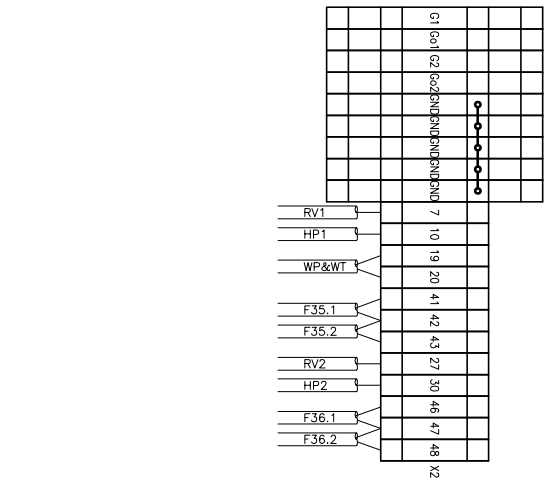 G1
Go1
G2
Go2
GND
GND
GND
GND
GND
RV1 7
HP1 10
WP&WT 19
20
41
F35.1 42
F35.2 43
RV2 27
HP2 30
46
F36.1 47
F36.2 48
X2